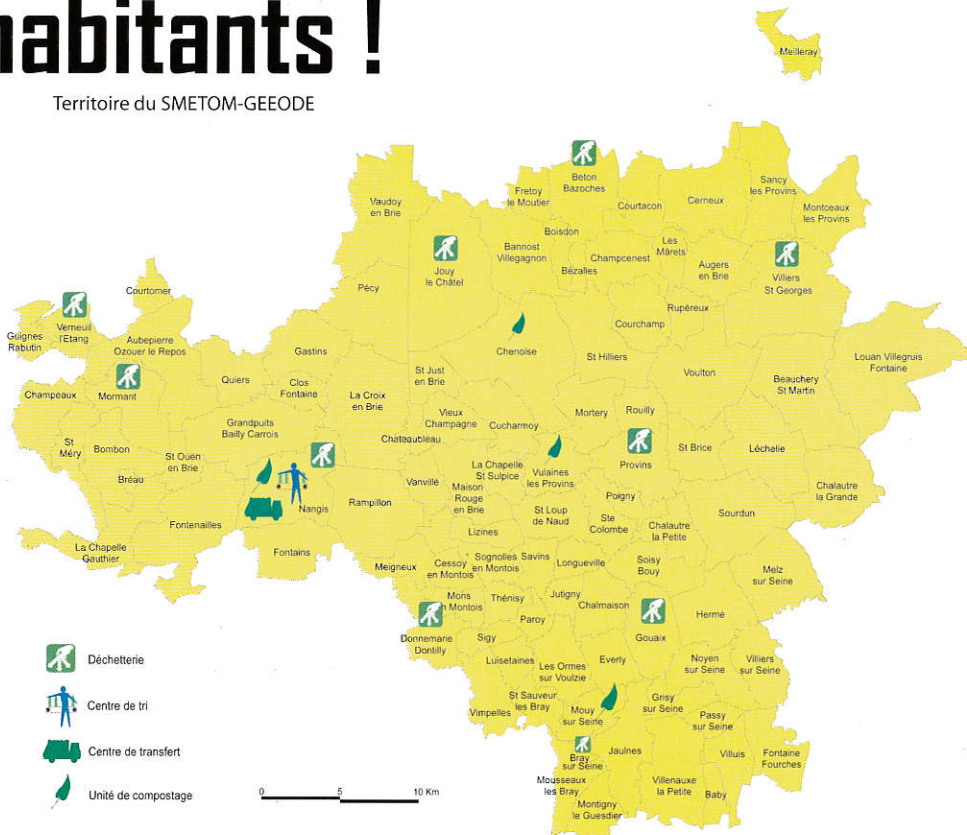 habitants !
Territoire du SMETOM-GEEODE
Meilleray
Sancy
les Provins
Beton
Bazoches
Fretoy
le Moutier
Vaudoy
en Brie
Courtacon
Cerneux
Montceaux
les Provins
Boisdon
Bannost
Villegagnon
Les
Mârets
Champcenest
Bézalles
Augers
en Brie
Jouy
le Châtel
Villiers
St Georges
Pécy
Courtomer
Rupéreux
Courchamp
Verneuil
l'Etang
Guignes
Rabutin
Aubepierre
Ozouer le Repos
Gastins
Chenoise
St Hilliers
Louan Villegruis
Fontaine
St Just
en Brie
Voulton
Beauchery
St Martin
Quiers
Clos
Fontaine
Champeaux
Mormant
La Croix
en Brie
Vieux
Champagne
Mortery
Rouilly
Cucharmoy
Grandpuits
Bailly Carrois
Chateaubleau
St
Méry
Bombon
St Brice
Léchelle
St Ouen
en Brie
La Chapelle
St Sulpice
Vulaines
les Provins
Provins
Bréau
Vanvillé
Maison
Rouge
en Brie
Chalautre
la Grande
Poigny
Rampillon
Nangis
St Loup
de Naud
Sourdun
Fontenailles
Ste
Colombe
Chalautre
la Petite
Lizines
La Chapelle
Gauthier
Fontains
Meigneux
Cessoy
en Montois
Sognolles
en Montois
Savins
Longueville
Soisy
Bouy
Melz
sur Seine
Mons
n Montois
Thénisy
Jutigny
Chalmaison
Hermé
Paroy
Donnemarie
Dontilly
Sigy
Gouaix
Luisetaines
Les Ormes
sur Voulzie
Everly
Noyen
sur Seine
Villiers
sur Seine
St Sauveur
les Bray
Vimpelles
Mouy
sur Seine
Grisy
sur Seine
Passy
sur Seine
Bray
sur Seine
Jaulnes
Villuis
Fontaine
Fourches
Mousseaux
les Bray
Villenauxe
la Petite
Baby
Montigny
le Guesdier
Déchetterie
Centre de tri
Centre de transfert
Unité de compostage
0 5 10 Km